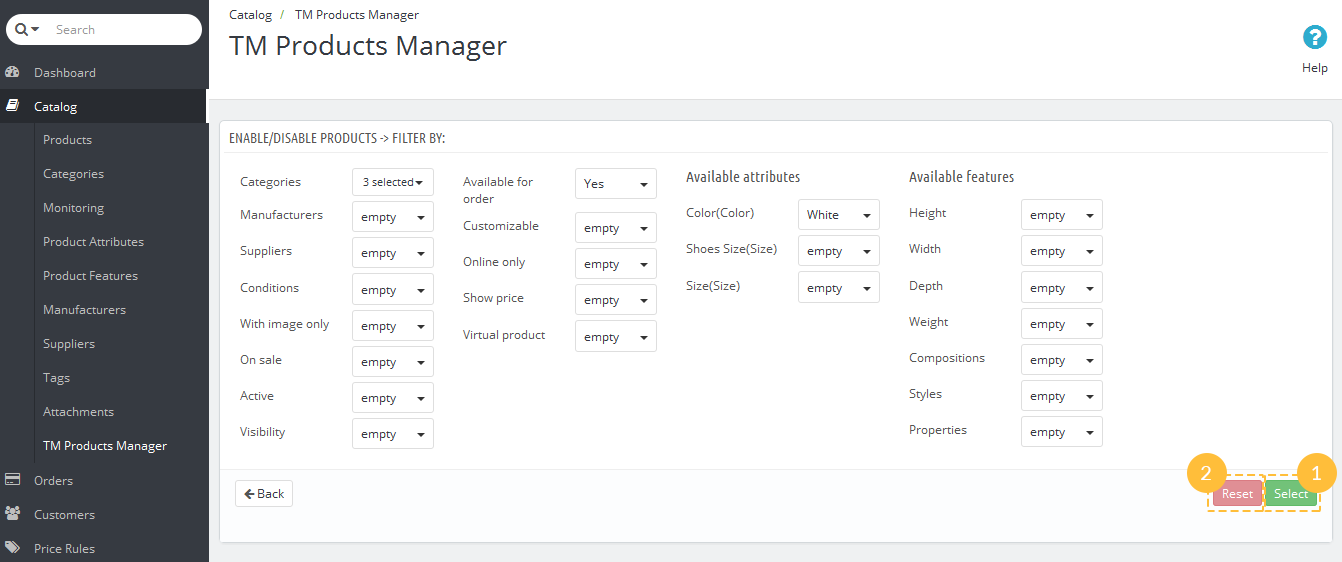 Search
Dashboard
Catalog
Products
Categories
Monitoring
Product Attributes
Product Features
Manufacturers
Suppliers
Tags
Attachments
TM Products Manager
Orders
Customers
Price Rules
Catalog / TM Products Manager
TM Products Manager
?
Help
ENABLE/DISABLE PRODUCTS -> FILTER BY:
Categories 3 selected
Manufacturers empty
Suppliers empty
Conditions empty
With image only empty
On sale empty
Active empty
Visibility empty
Available for
order
Yes
Customizable empty
Online only empty
Show price empty
Virtual product empty
Available attributes
Color(Color) White
Shoes Size(Size) empty
Size(Size) empty
Available features
Height empty
Width empty
Depth empty
Weight empty
Compositions empty
Styles empty
Properties empty
Back
2
Reset
1
Select